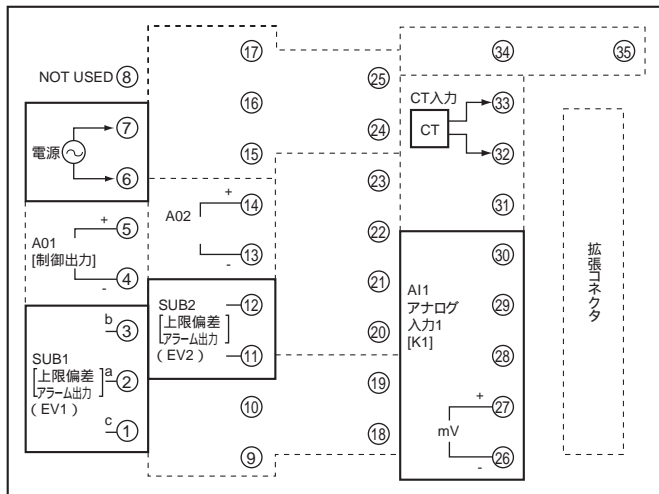 NOT USED ⑧
⑦
電源
⑥
+
⑤
A01
[制御出力]
-
④
b
③
SUB1
[上限偏差
アラーム出力]
(EV1)
a
②
c
①
⑰
⑯
⑮
+
⑭
A02
-
⑬
SUB2
[上限偏差
アラーム出力]
(EV2)
⑫
⑪
⑩
⑨
㉕
㉔
㉓
㉒
㉑
⑳
⑲
⑱
㉞
㉟
CT入力
CT
㉝
㉜
㉛
㉚
AI1
アナログ
入力1
[K1]
㉙
㉘
+
㉗
mV
-
㉖
拡張コネクタ